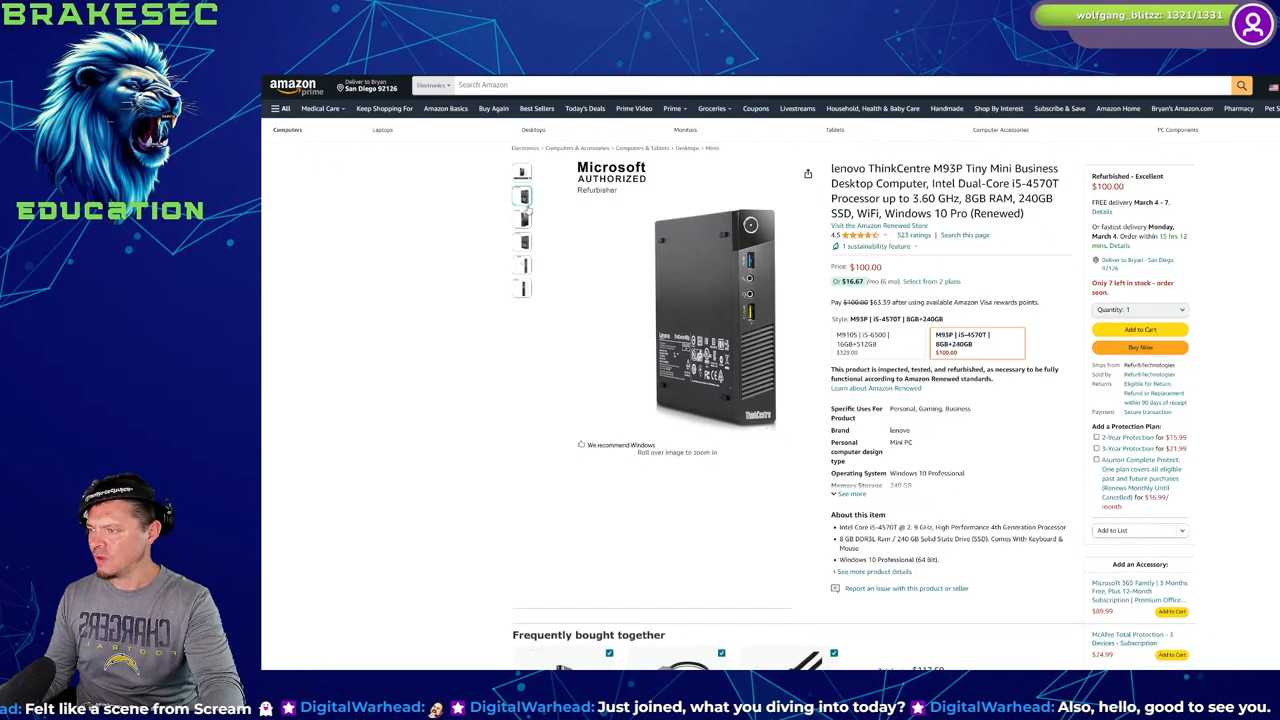 BRAKESEC
EDUCATION
wolfgang_blitzz: 1321/1331
amazon
prime
Deliver to Bryan
San Diego 92126
Electronics
Search Amazon
All
Medical Care
Keep Shopping For
Amazon Basics
Buy Again
Best Sellers
Today's Deals
Prime Video
Prime
Groceries
Coupons
Livestreams
Household, Health & Baby Care
Handmade
Shop By Interest
Subscribe & Save
Amazon Home
Bryan's Amazon.com
Pharmacy
Pet S
Computers
Laptops
Desktops
Monitors
Tablets
Computer Accessories
PC Components
Electronics › Computers & Accessories › Computers & Tablets › Desktops › Minis
Microsoft
AUTHORIZED
Refurbisher
ThinkCentre
We recommend Windows
Roll over image to zoom in
lenovo ThinkCentre M93P Tiny Mini Business
Desktop Computer, Intel Dual-Core i5-4570T
Processor up to 3.60 GHz, 8GB RAM, 240GB
SSD, WiFi, Windows 10 Pro (Renewed)
Visit the Amazon Renewed Store
4.5
523 ratings | Search this page
1 sustainability feature
Price: $100.00
Or $16.67 /mo (6 mo). Select from 2 plans
Pay $100.00 $63.39 after using available Amazon Visa rewards points.
Style: M93P | i5-4570T | 8GB+240GB
M910S | i5-6500 |
16GB+512GB
$329.00
M93P | i5-4570T |
8GB+240GB
$100.00
This product is inspected, tested, and refurbished, as necessary to be fully
functional according to Amazon Renewed standards.
Learn about Amazon Renewed
Specific Uses For
Product
Personal, Gaming, Business
Brand
lenovo
Personal
computer design
type
Mini PC
Operating System
Windows 10 Professional
Memory Storage
240 GB
See more
About this item
• Intel Core i5-4570T @ 2. 9 GHz, High Performance 4th Generation Processor
• 8 GB DDR3L Ram / 240 GB Solid State Drive (SSD). Comes With Keyboard &
Mouse
• Windows 10 Professional (64 Bit).
› See more product details
Report an issue with this product or seller
Refurbished - Excellent
$100.00
FREE delivery March 4 - 7.
Details
Or fastest delivery Monday,
March 4. Order within 15 hrs 12
mins. Details
Deliver to Bryan - San Diego
92126
Only 7 left in stock - order
soon.
Quantity: 1
Add to Cart
Buy Now
Ships from RefurbTechnologies
Sold by RefurbTechnologies
Returns Eligible for Return,
Refund or Replacement
within 90 days of receipt
Payment Secure transaction
Add a Protection Plan:
2-Year Protection for $15.99
3-Year Protection for $21.99
Asurion Complete Protect:
One plan covers all eligible
past and future purchases
(Renews Monthly Until
Cancelled) for $16.99/
month
Add to List
Add an Accessory:
Microsoft 365 Family | 3 Months
Free, Plus 12-Month
Subscription | Premium Office...
$89.99
Add to Cart
McAfee Total Protection - 3
Devices - Subscription
$24.99
Add to Cart
Frequently bought together
$117.60
ad: Felt like a scene from Scream DigitalWarhead: DigitalWarhead: Just joined, what you diving into today? DigitalWarhead: Also, hello, good to see you.